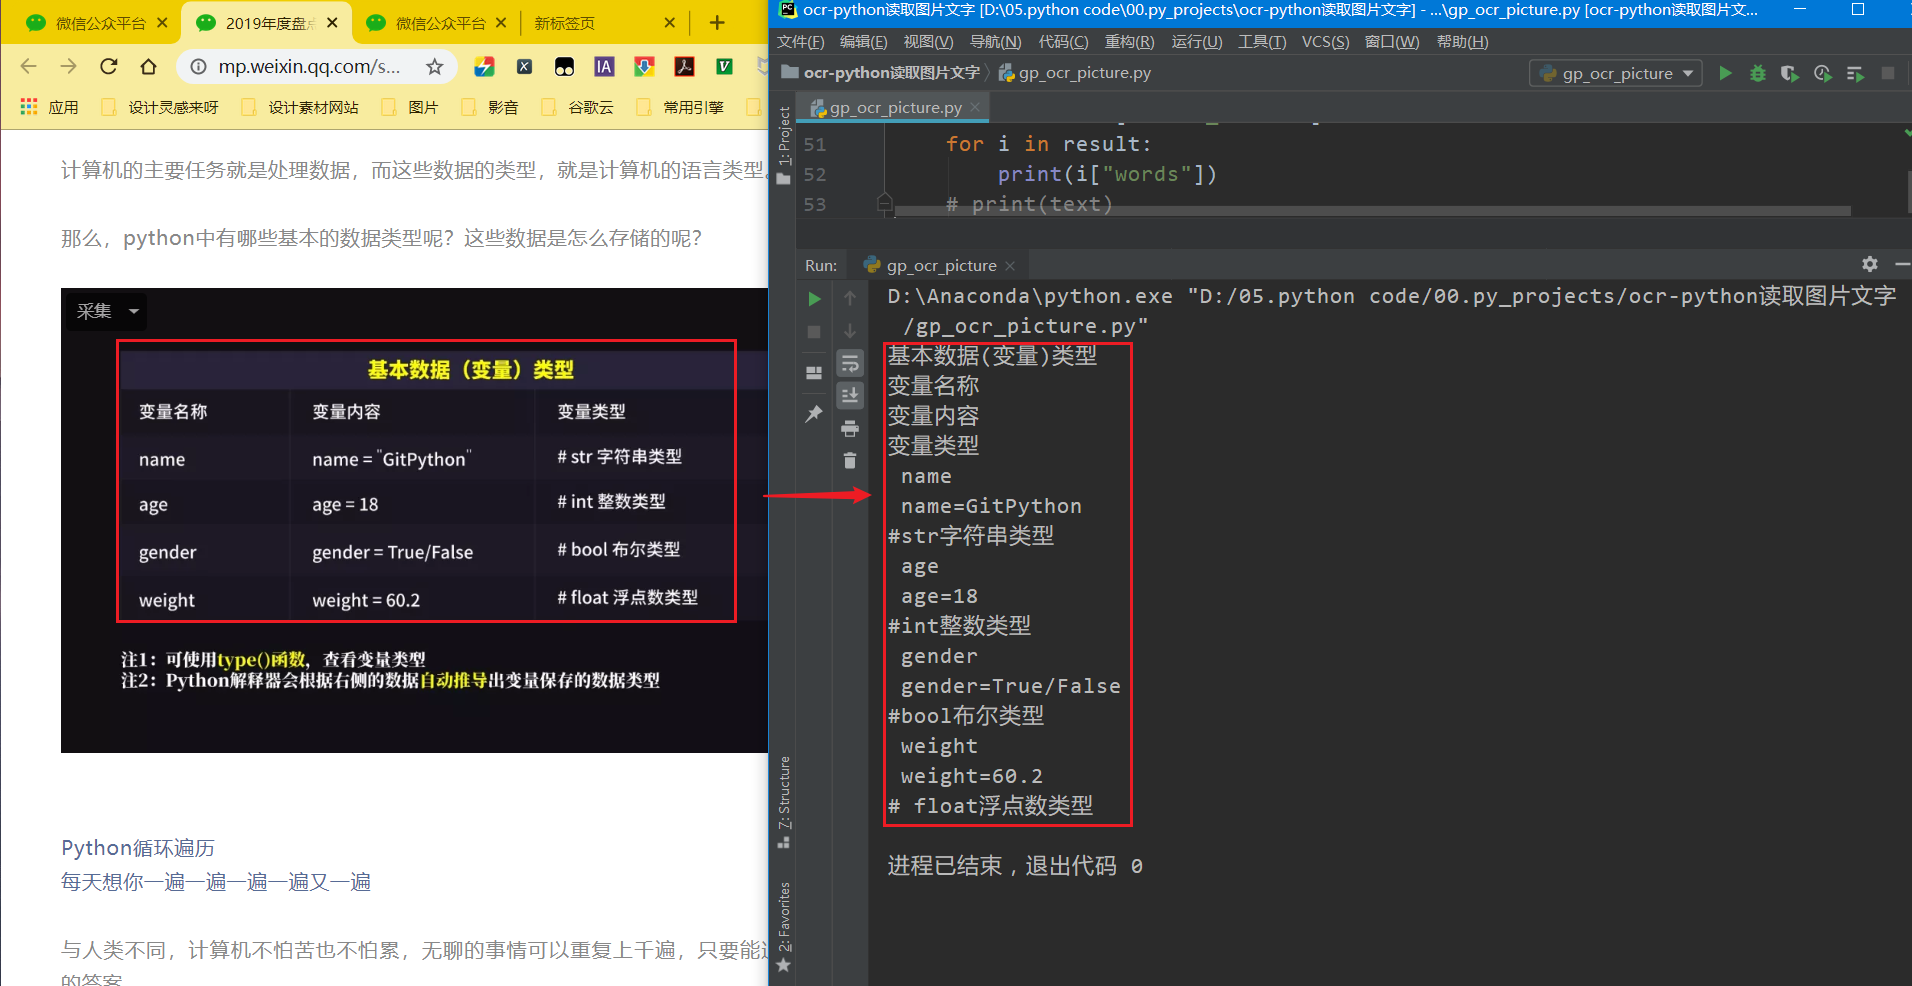 微信公众平台
2019年度盘点
微信公众平台
新标签页
mp.weixin.qq.com/s...
应用
设计灵感来呀
设计素材网站
图片
影音
谷歌云
常用引擎
计算机的主要任务就是处理数据，而这些数据的类型，就是计算机的语言类型。
那么，python中有哪些基本的数据类型呢？这些数据是怎么存储的呢？
采集
基本数据（变量）类型
变量名称 变量内容 变量类型
name name = "GitPython" # str 字符串类型
age age = 18 # int 整数类型
gender gender = True/False # bool 布尔类型
weight weight = 60.2 # float 浮点数类型
注1：可使用type()函数，查看变量类型
注2：Python解释器会根据右侧的数据自动推导出变量保存的数据类型
Python循环遍历
每天想你一遍一遍一遍一遍又一遍
与人类不同，计算机不怕苦也不怕累，无聊的事情可以重复上千遍，只要能
的答案
ocr-python读取图片文字 [D:\05.python code\00.py_projects\ocr-python读取图片文字] - ...\gp_ocr_picture.py [ocr-python读取图片文...
文件(F) 编辑(E) 视图(V) 导航(N) 代码(C) 重构(R) 运行(U) 工具(T) VCS(S) 窗口(W) 帮助(H)
ocr-python读取图片文字 gp_ocr_picture.py
gp_ocr_picture
gp_ocr_picture.py
1: Project
51 for i in result:
52 print(i["words"])
53 # print(text)
Run: gp_ocr_picture
D:\Anaconda\python.exe "D:/05.python code/00.py_projects/ocr-python读取图片文字
/gp_ocr_picture.py"
基本数据(变量)类型
变量名称
变量内容
变量类型
name
name=GitPython
#str字符串类型
age
age=18
#int整数类型
gender
gender=True/False
#bool布尔类型
weight
weight=60.2
# float浮点数类型
进程已结束，退出代码 0
7: Structure
2: Favorites